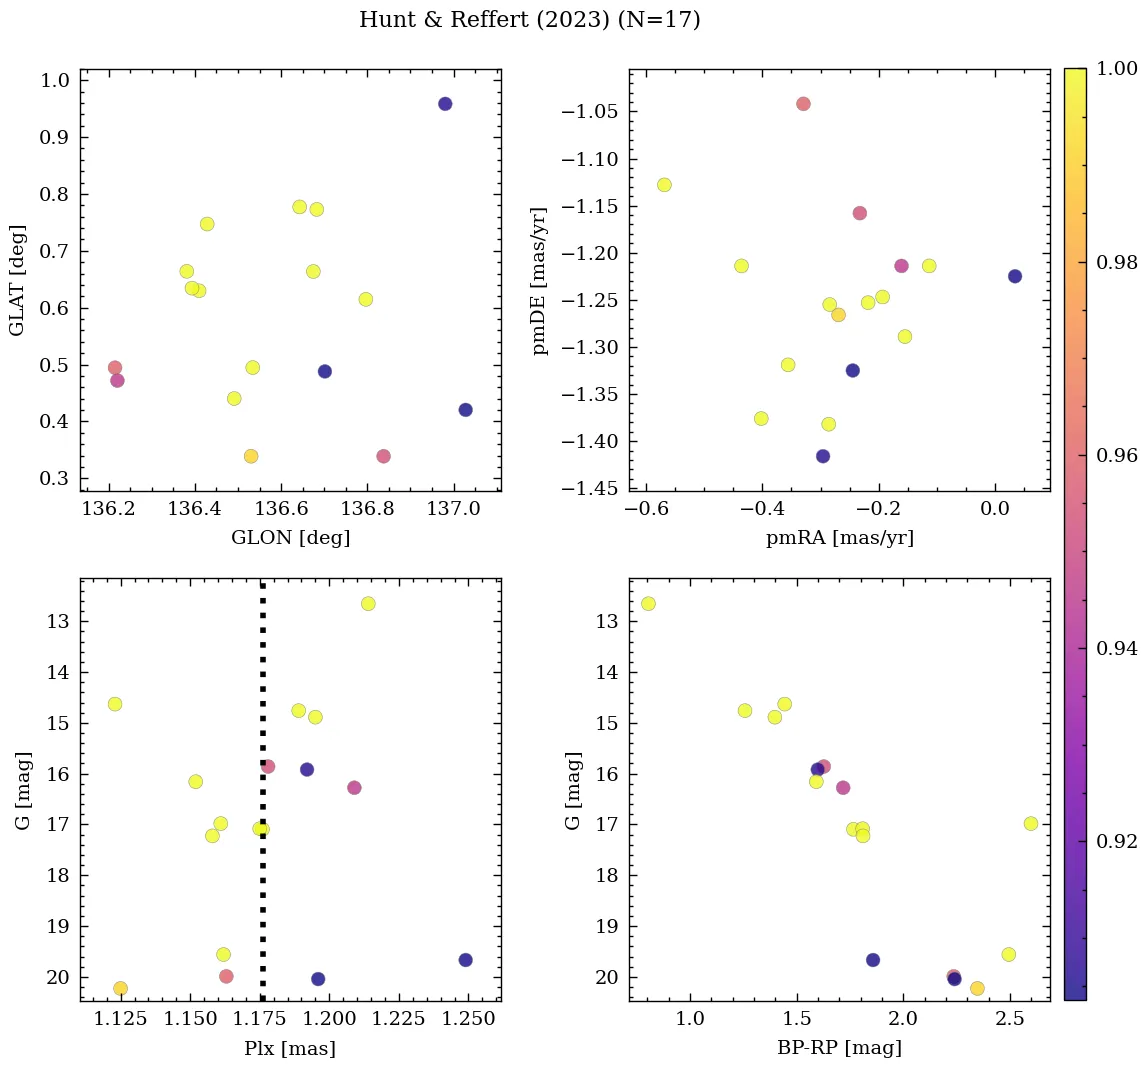 Hunt & Reffert (2023) (N=17)
1.0
0.9
0.8
0.7
0.6
0.5
0.4
0.3
GLAT [deg]
136.2 136.4 136.6 136.8 137.0
GLON [deg]
−1.05
−1.10
−1.15
−1.20
−1.25
−1.30
−1.35
−1.40
−1.45
pmDE [mas/yr]
−0.6 −0.4 −0.2 0.0
pmRA [mas/yr]
1.00
0.98
0.96
0.94
0.92
13
14
15
16
17
18
19
20
G [mag]
1.125 1.150 1.175 1.200 1.225 1.250
Plx [mas]
13
14
15
16
17
18
19
20
G [mag]
1.0 1.5 2.0 2.5
BP-RP [mag]